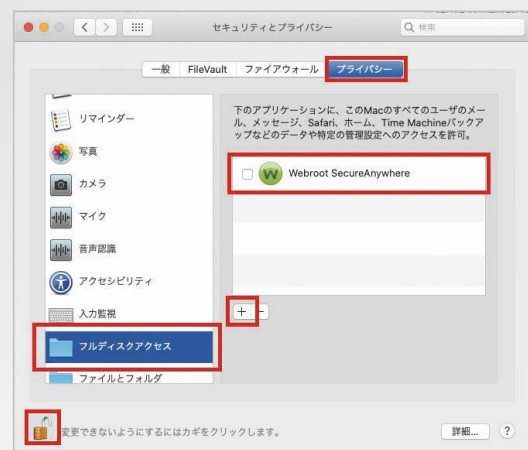 セキュリティとプライバシー
検索
一般
FileVault
ファイアウォール
プライバシー
リマインダー
写真
カメラ
マイク
音声認識
アクセシビリティ
入力監視
フルディスクアクセス
ファイルとフォルダ
下のアプリケーションに、このMacのすべてのユーザのメー
ル、メッセージ、Safari、ホーム、Time Machineバックア
ップなどのデータや特定の管理設定へのアクセスを許可。
Webroot SecureAnywhere
+ −
変更できないようにするにはカギをクリックします。
詳細...
?